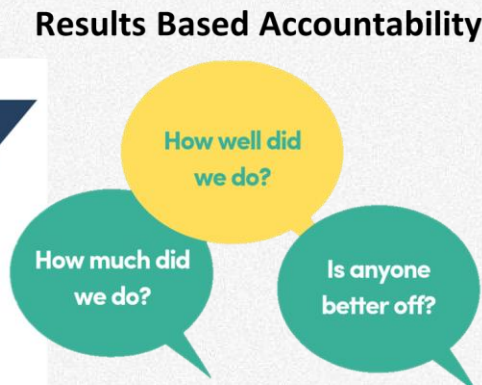 Results Based Accountability
How well did
we do?
How much did
we do?
Is anyone
better off?